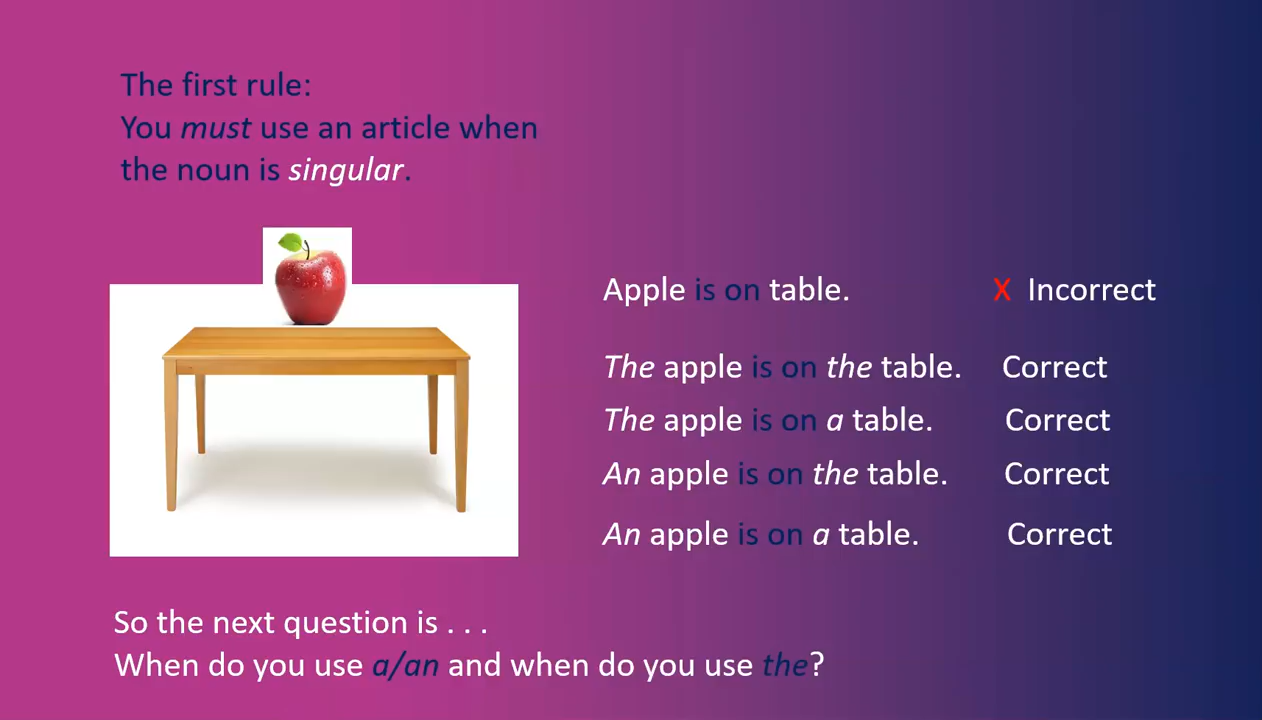 The first rule:
You must use an article when
the noun is singular.
Apple is on table. X Incorrect
The apple is on the table. Correct
The apple is on a table. Correct
An apple is on the table. Correct
An apple is on a table. Correct
So the next question is . . .
When do you use a/an and when do you use the?